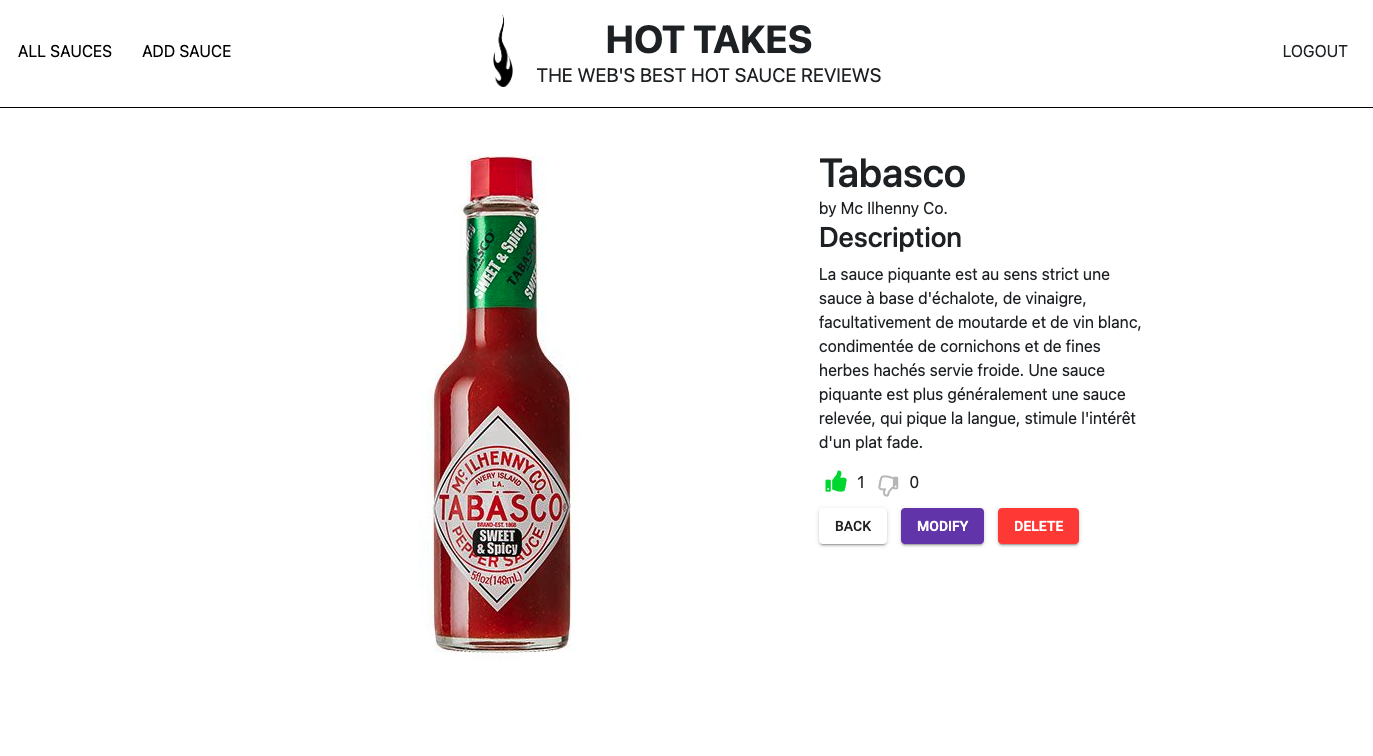 ALL SAUCES
ADD SAUCE
HOT TAKES
THE WEB'S BEST HOT SAUCE REVIEWS
LOGOUT
SWEET & Spicy
TABASCO
Mc ILHENNY CO.
AVERY ISLAND
LA.
TABASCO
BRAND-EST. 1868
SWEET
& Spicy
PEPPER SAUCE
5floz(148mL)
Tabasco
by Mc Ilhenny Co.
Description
La sauce piquante est au sens strict une
sauce à base d'échalote, de vinaigre,
facultativement de moutarde et de vin blanc,
condimentée de cornichons et de fines
herbes hachés servie froide. Une sauce
piquante est plus généralement une sauce
relevée, qui pique la langue, stimule l'intérêt
d'un plat fade.
1 0
BACK MODIFY DELETE